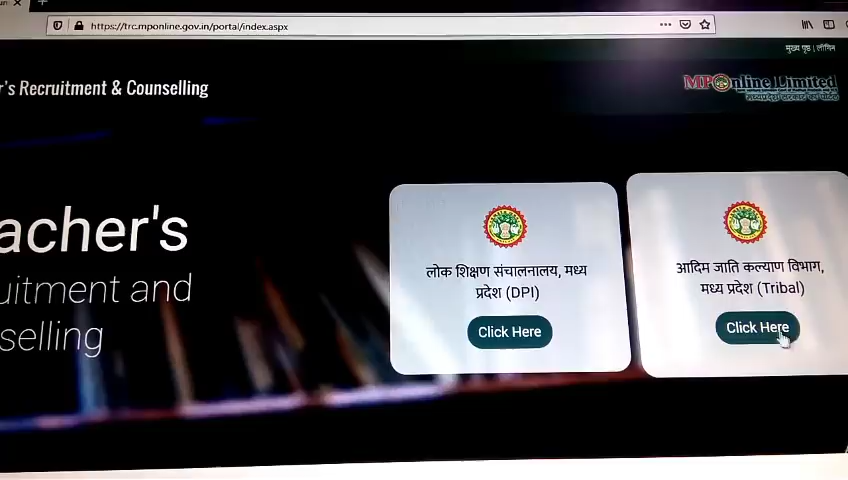 https://trc.mponline.gov.in/portal/index.aspx
मुख्य पृष्ठ | लॉगिन
r's Recruitment & Counselling
MPOnline Limited
acher's
uitment and
selling
लोक शिक्षण संचालनालय, मध्य
प्रदेश (DPI)
Click Here
आदिम जाति कल्याण विभाग,
मध्य प्रदेश (Tribal)
Click Here